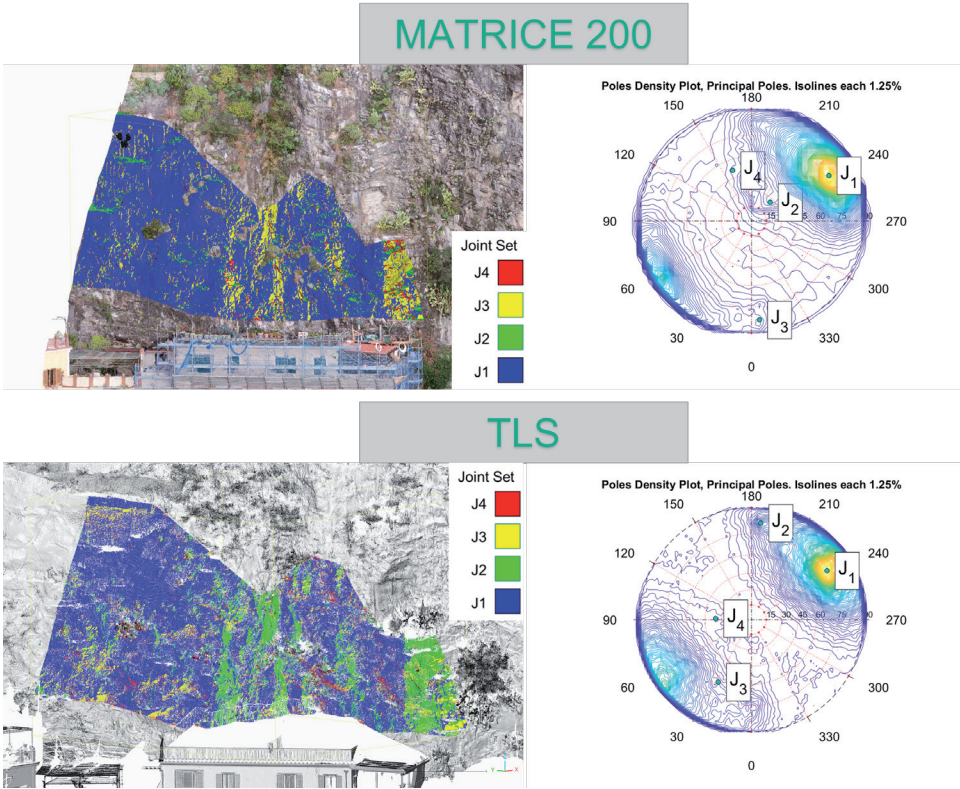 MATRICE 200
Poles Density Plot, Principal Poles. Isolines each 1.25%
180
150
210
120
240
J4
J1
J2
15
60
75
90
90
270
60
300
J3
30
330
0
Joint Set
J4
J3
J2
J1
TLS
Joint Set
J4
J3
J2
J1
Poles Density Plot, Principal Poles. Isolines each 1.25%
180
150
210
J2
120
240
J1
15 30 45 60 75 90
90
270
J4
60
300
J3
30
330
0
Y
X